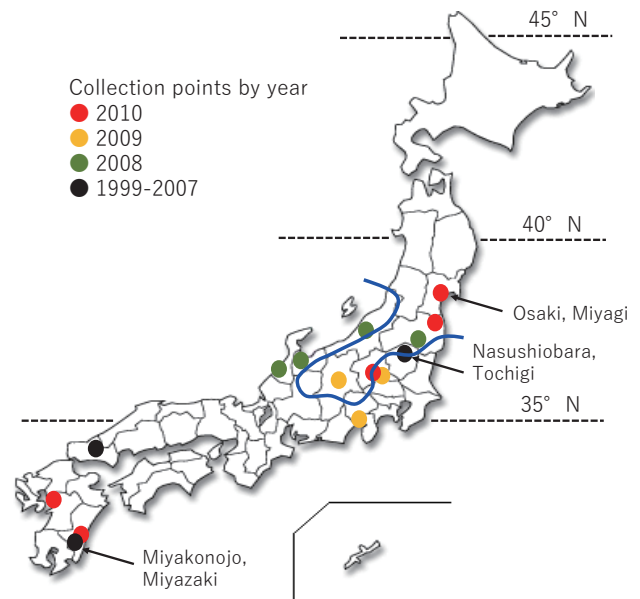 45° N
Collection points by year
2010
2009
2008
1999-2007
40° N
Osaki, Miyagi
Nasushiobara,
Tochigi
35° N
Miyakonojo,
Miyazaki